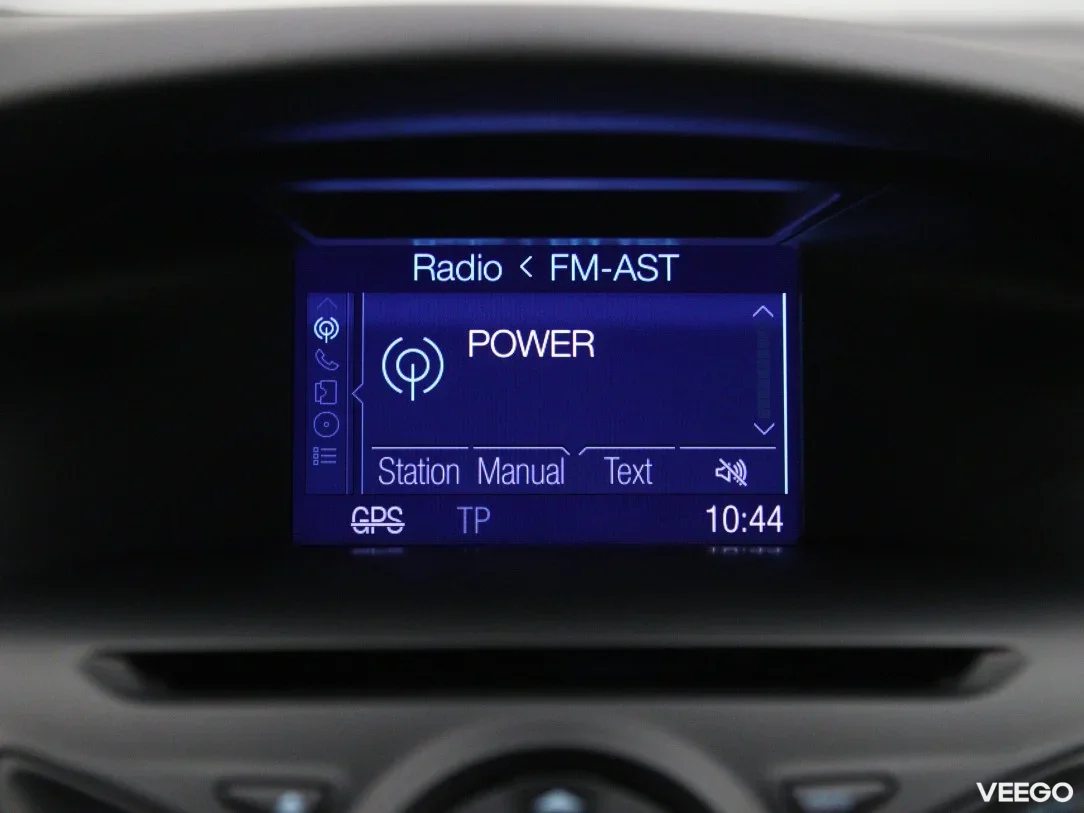 Radio < FM-AST
POWER
Station Manual Text
GPS TP 10:44
VEEGO